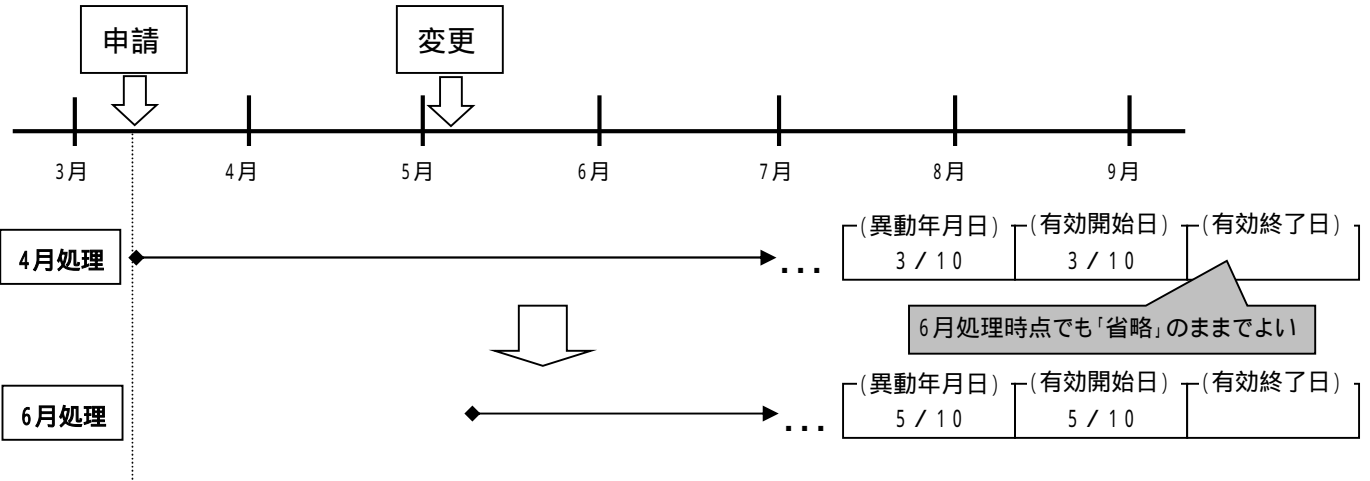 申請
変更
3月
4月
5月
6月
7月
8月
9月
(異動年月日)
(有効開始日)
(有効終了日)
4月処理
...
3/10
3/10
6月処理時点でも「省略」のままでよい
(異動年月日)
(有効開始日)
(有効終了日)
6月処理
...
5/10
5/10